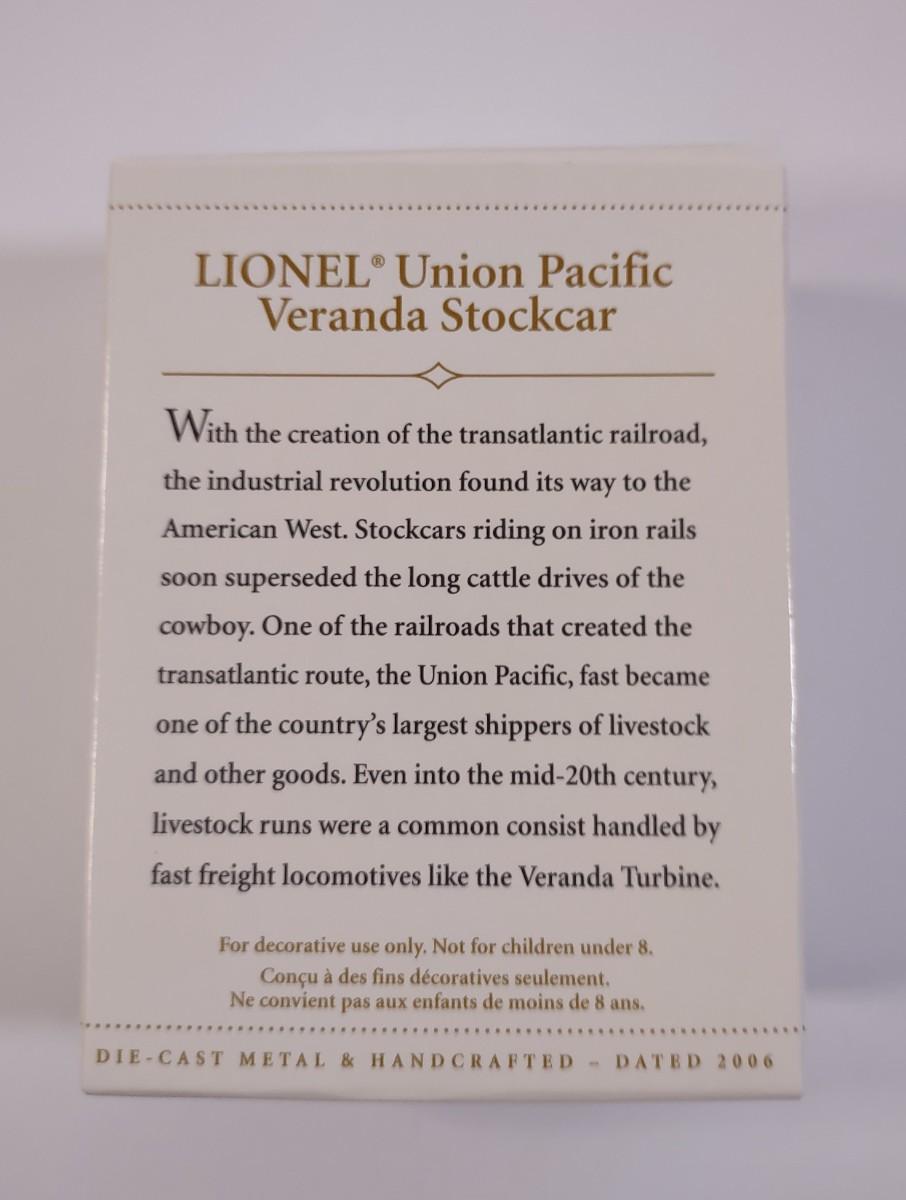 LIONEL® Union Pacific
Veranda Stockcar
With the creation of the transatlantic railroad,
the industrial revolution found its way to the
American West. Stockcars riding on iron rails
soon superseded the long cattle drives of the
cowboy. One of the railroads that created the
transatlantic route, the Union Pacific, fast became
one of the country's largest shippers of livestock
and other goods. Even into the mid-20th century,
livestock runs were a common consist handled by
fast freight locomotives like the Veranda Turbine.
For decorative use only. Not for children under 8.
Conçu à des fins décoratives seulement.
Ne convient pas aux enfants de moins de 8 ans.
DIE-CAST METAL & HANDCRAFTED – DATED 2006